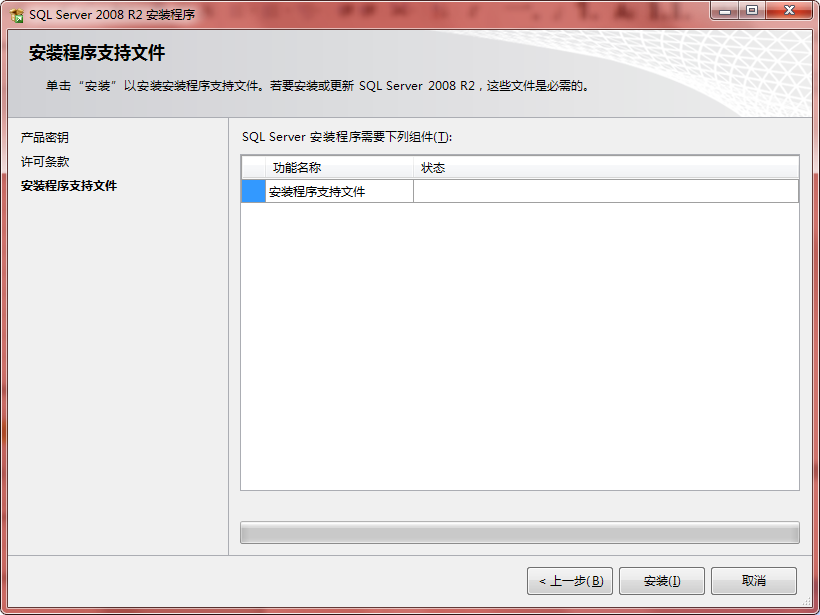 SQL Server 2008 R2 安装程序
安装程序支持文件
单击“安装”以安装安装程序支持文件。若要安装或更新 SQL Server 2008 R2，这些文件是必需的。
产品密钥
许可条款
安装程序支持文件
SQL Server 安装程序需要下列组件(T):
功能名称 状态
安装程序支持文件
< 上一步(B) 安装(I) 取消